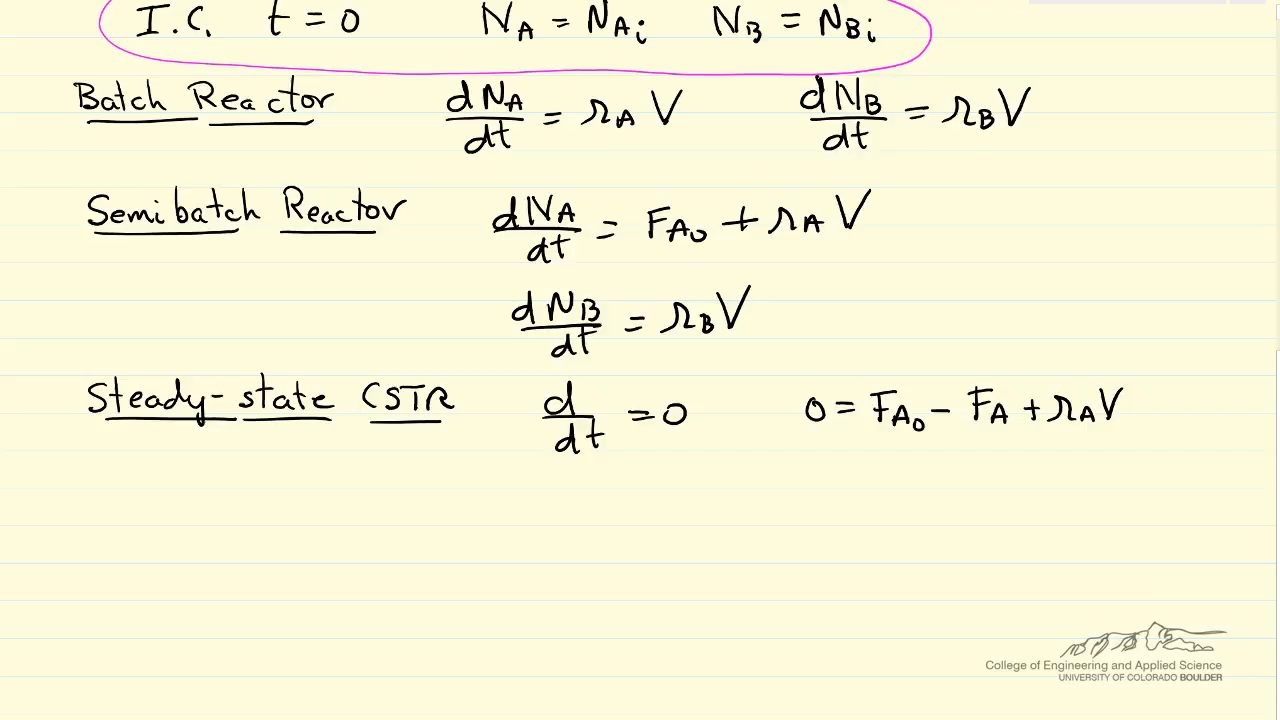 I.C. t = 0 N_A = N_Ai N_B = N_Bi
Batch Reactor dN_A/dt = r_A V dN_B/dt = r_B V
Semibatch Reactor dN_A/dt = F_A0 + r_A V
dN_B/dt = r_B V
Steady-state CSTR d/dt = 0 0 = F_A0 - F_A + r_A V
College of Engineering and Applied Science
UNIVERSITY OF COLORADO BOULDER